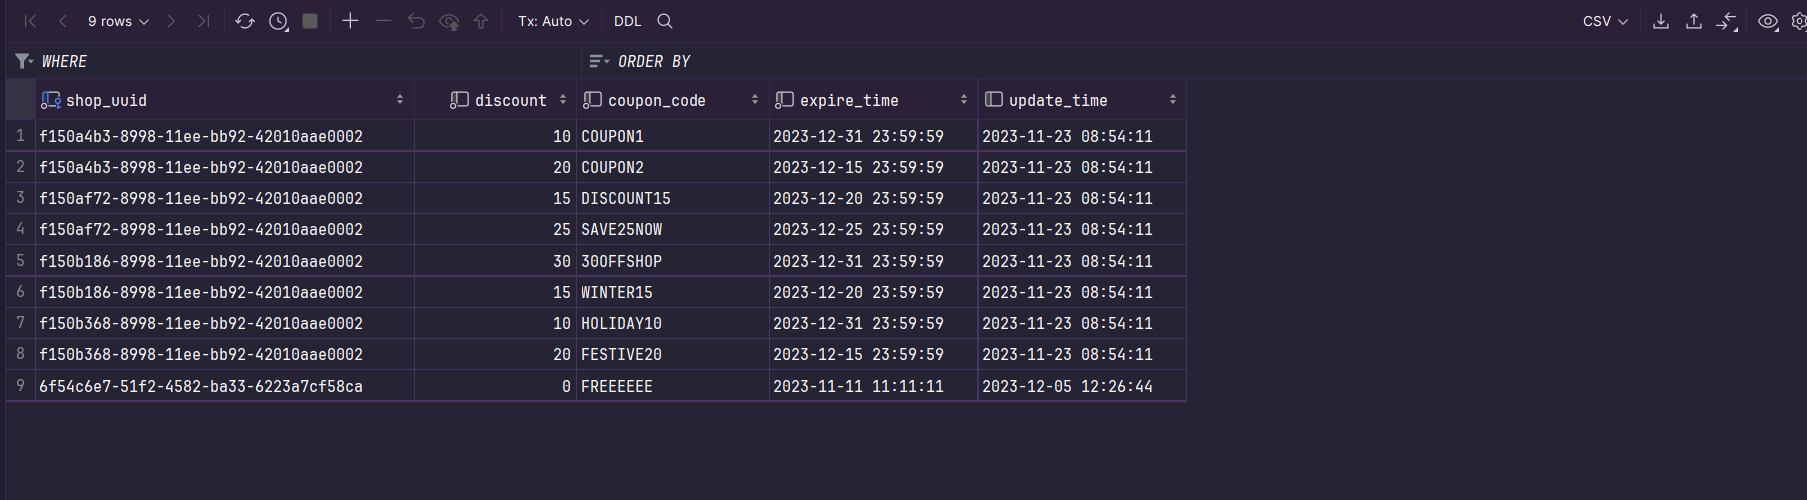 9 rows Tx: Auto DDL CSV
WHERE ORDER BY
shop_uuid discount coupon_code expire_time update_time
1 f150a4b3-8998-11ee-bb92-42010aae0002 10 COUPON1 2023-12-31 23:59:59 2023-11-23 08:54:11
2 f150a4b3-8998-11ee-bb92-42010aae0002 20 COUPON2 2023-12-15 23:59:59 2023-11-23 08:54:11
3 f150af72-8998-11ee-bb92-42010aae0002 15 DISCOUNT15 2023-12-20 23:59:59 2023-11-23 08:54:11
4 f150af72-8998-11ee-bb92-42010aae0002 25 SAVE25NOW 2023-12-25 23:59:59 2023-11-23 08:54:11
5 f150b186-8998-11ee-bb92-42010aae0002 30 30OFFSHOP 2023-12-31 23:59:59 2023-11-23 08:54:11
6 f150b186-8998-11ee-bb92-42010aae0002 15 WINTER15 2023-12-20 23:59:59 2023-11-23 08:54:11
7 f150b368-8998-11ee-bb92-42010aae0002 10 HOLIDAY10 2023-12-31 23:59:59 2023-11-23 08:54:11
8 f150b368-8998-11ee-bb92-42010aae0002 20 FESTIVE20 2023-12-15 23:59:59 2023-11-23 08:54:11
9 6f54c6e7-51f2-4582-ba33-6223a7cf58ca 0 FREEEEEE 2023-11-11 11:11:11 2023-12-05 12:26:44